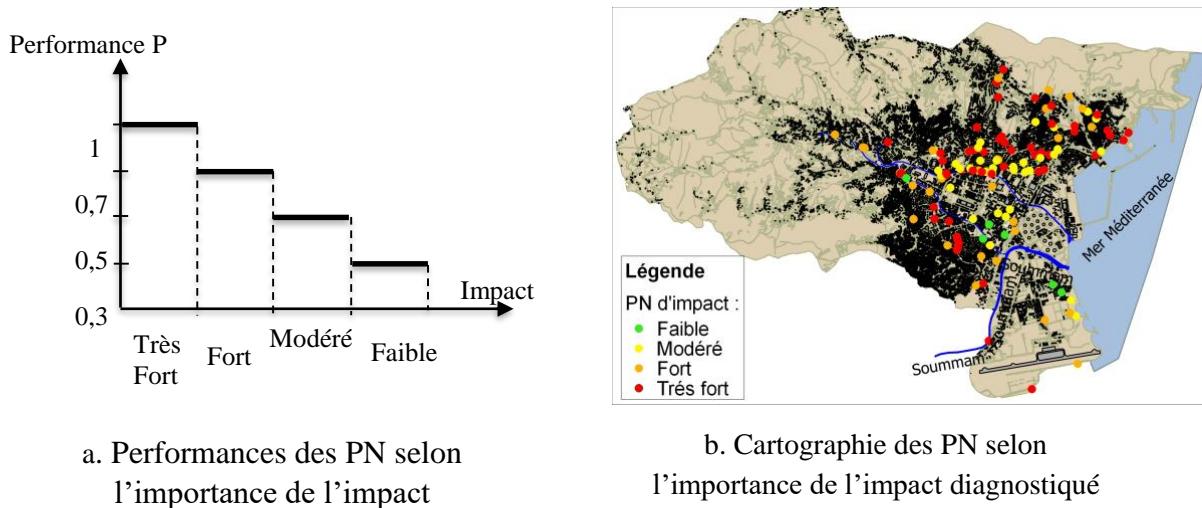 Performance P
1
0,7
0,5
0,3
Impact
Très
Fort
Fort
Modéré
Faible
a. Performances des PN selon
l’importance de l’impact
Mer Méditerranée
Soummam
Soummam
Soummam
Légende
PN d'impact :
Faible
Modéré
Fort
Trés fort
b. Cartographie des PN selon
l’importance de l’impact diagnostiqué